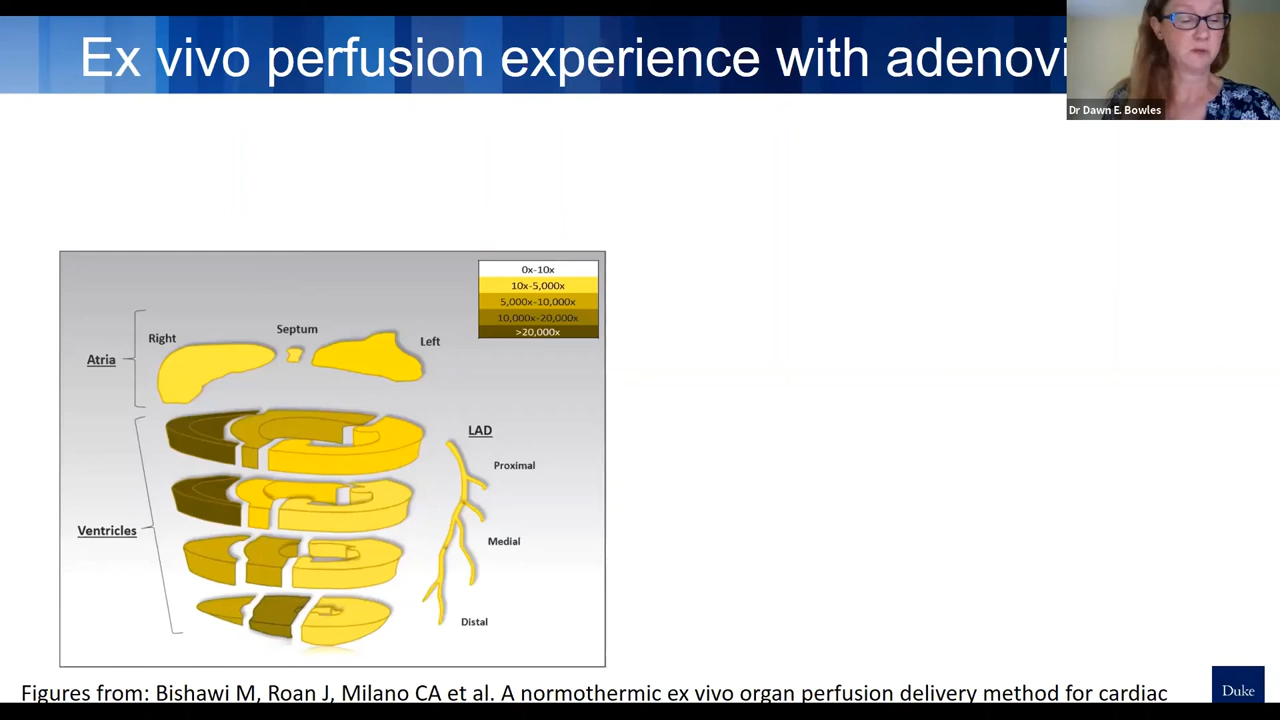 Ex vivo perfusion experience with adenovi
Dr Dawn E. Bowles
0x-10x
10x-5,000x
5,000x-10,000x
10,000x-20,000x
>20,000x
Right
Septum
Left
Atria
LAD
Proximal
Ventricles
Medial
Distal
Figures from: Bishawi M, Roan J, Milano CA et al. A normothermic ex vivo organ perfusion delivery method for cardiac
Duke